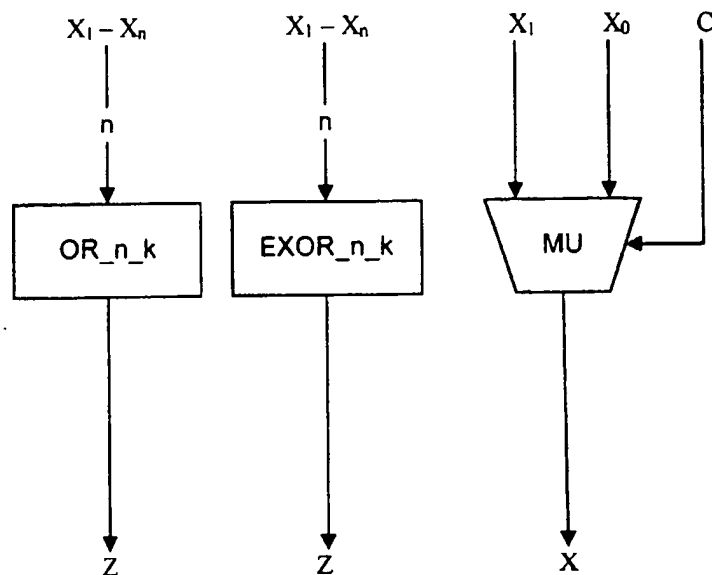 X₁ – Xₙ
X₁ – Xₙ
X₁
X₀
C
n
n
OR_n_k
EXOR_n_k
MU
Z
Z
X